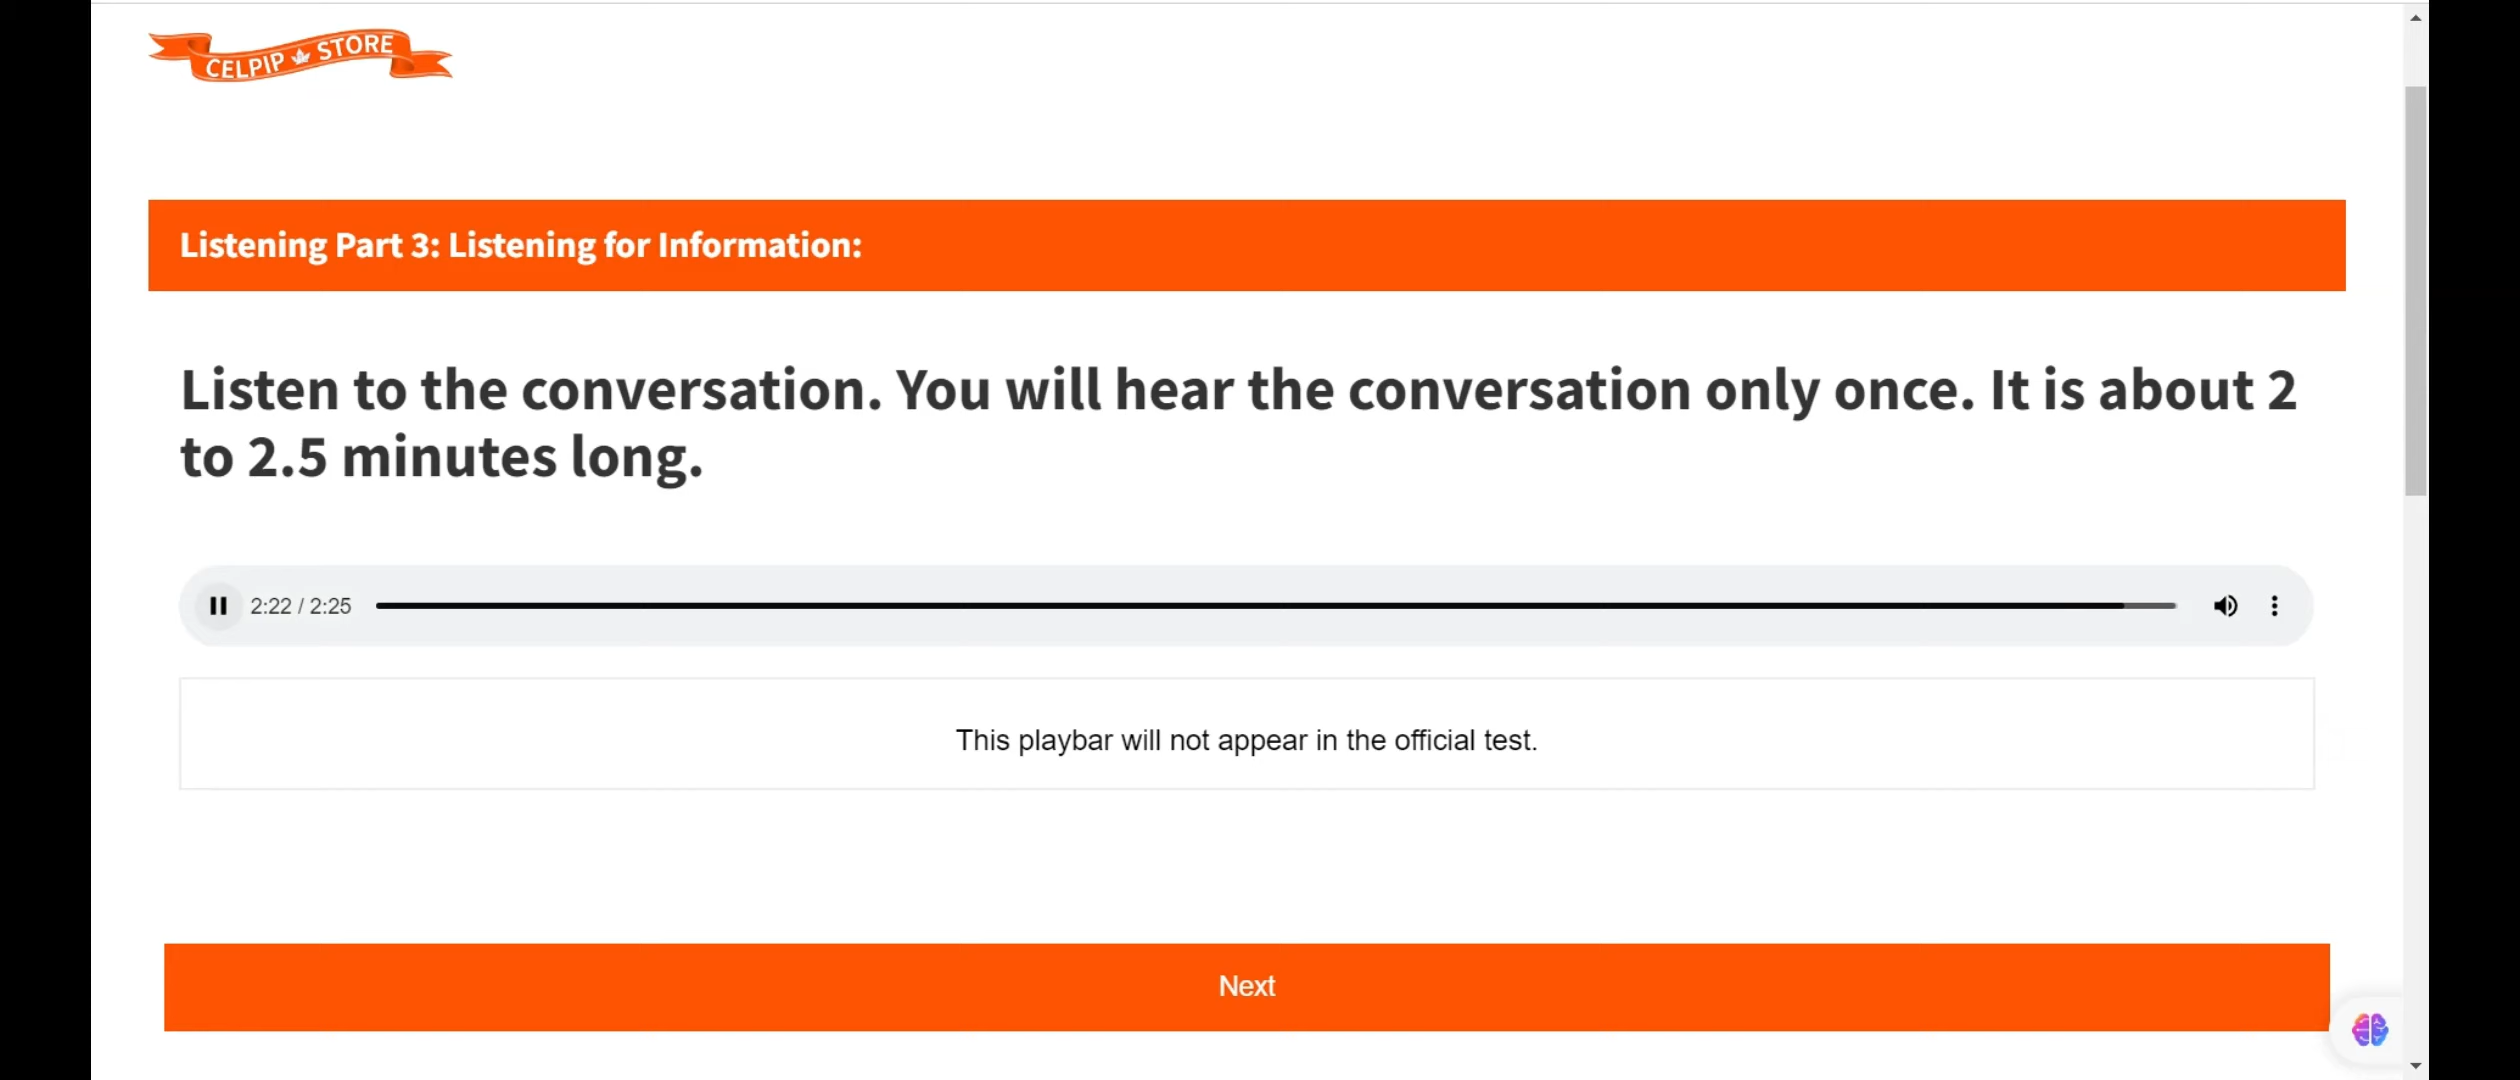 CELPIP STORE
Listening Part 3: Listening for Information:
Listen to the conversation. You will hear the conversation only once. It is about 2
to 2.5 minutes long.
2:22 / 2:25
This playbar will not appear in the official test.
Next